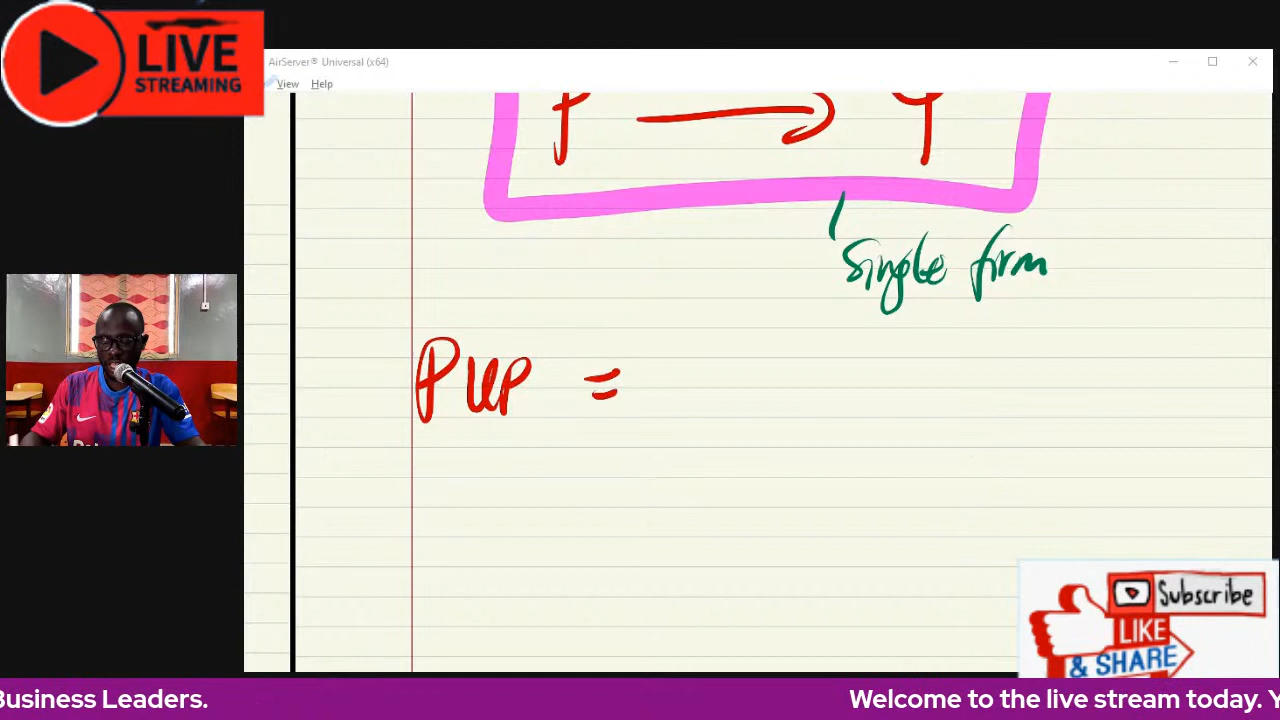 LIVE
STREAMING
AirServer® Universal (x64)
View Help
P → q
Single firm
PUP =
Subscribe
LIKE
& SHARE
Business Leaders.
Welcome to the live stream today. Y